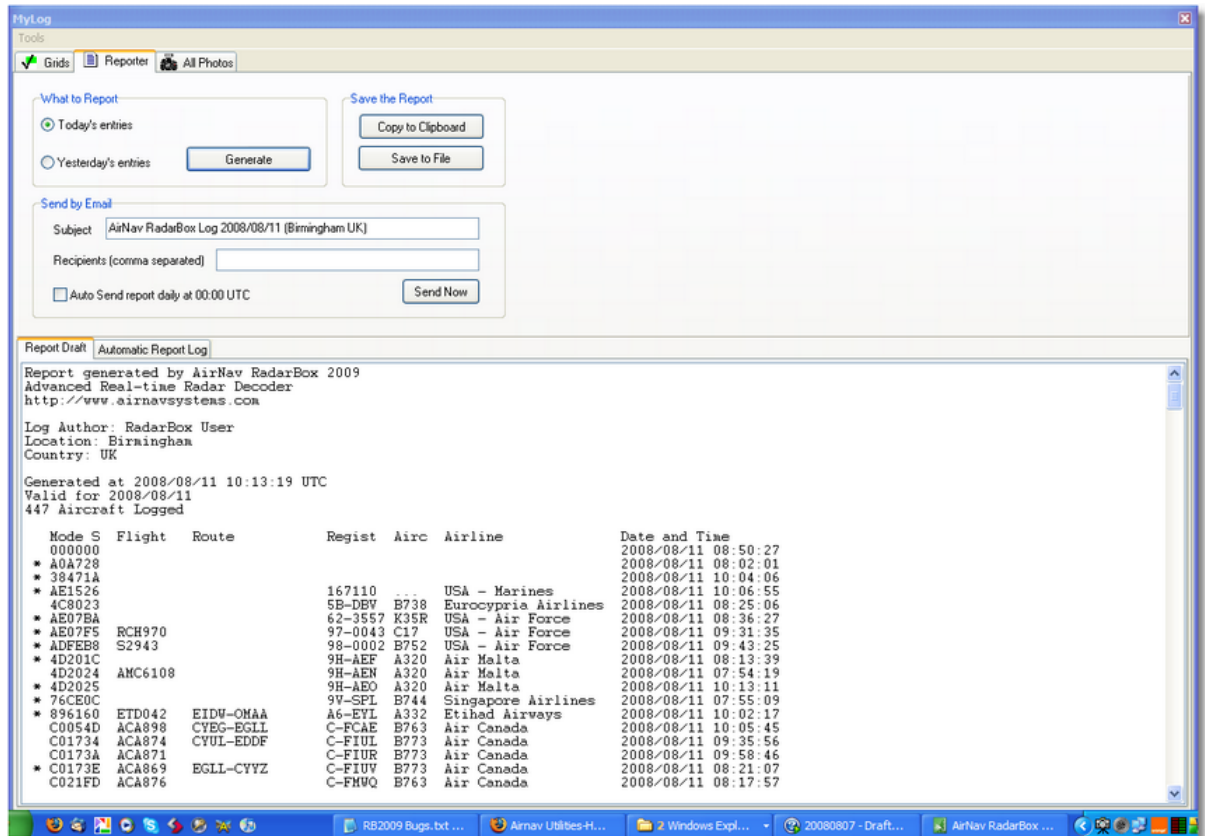 MyLog
Tools
Grids Reporter All Photos
What to Report
Today's entries
Yesterday's entries
Generate
Save the Report
Copy to Clipboard
Save to File
Send by Email
Subject AirNav RadarBox Log 2008/08/11 (Birmingham UK)
Recipients (comma separated)
Auto Send report daily at 00:00 UTC
Send Now
Report Draft Automatic Report Log
Report generated by AirNav RadarBox 2009
Advanced Real-time Radar Decoder
http://www.airnavsystems.com
Log Author: RadarBox User
Location: Birmingham
Country: UK
Generated at 2008/08/11 10:13:19 UTC
Valid for 2008/08/11
447 Aircraft Logged
Mode S Flight Route Regist Airc Airline Date and Time
000000 2008/08/11 08:50:27
* A0A728 2008/08/11 08:02:01
* 38471A 2008/08/11 10:04:06
* AE1526 167110 ... USA - Marines 2008/08/11 10:06:55
4C8023 5B-DBV B738 Eurocypria Airlines 2008/08/11 08:25:06
* AE07BA 62-3557 K35R USA - Air Force 2008/08/11 08:36:27
* AE07F5 RCH970 97-0043 C17 USA - Air Force 2008/08/11 09:31:35
* ADFEB8 S2943 98-0002 B752 USA - Air Force 2008/08/11 09:43:25
* 4D201C 9H-AEF A320 Air Malta 2008/08/11 08:13:39
4D2024 AMC6108 9H-AEN A320 Air Malta 2008/08/11 07:54:19
* 4D2025 9H-AEO A320 Air Malta 2008/08/11 10:13:11
* 76CE0C 9V-SPL B744 Singapore Airlines 2008/08/11 07:55:09
* 896160 ETD042 EIDW-OMAA A6-EYL A332 Etihad Airways 2008/08/11 10:02:17
C0054D ACA898 CYEG-EGLL C-FCAE B763 Air Canada 2008/08/11 10:05:45
C01734 ACA874 CYUL-EDDF C-FIUL B773 Air Canada 2008/08/11 09:35:56
C0173A ACA871 C-FIUR B773 Air Canada 2008/08/11 09:58:46
* C0173E ACA869 EGLL-CYYZ C-FIUV B773 Air Canada 2008/08/11 08:21:07
C021FD ACA876 C-FMWQ B763 Air Canada 2008/08/11 08:17:57
RB2009 Bugs.txt ... Airnav Utilities-H... 2 Windows Expl... 20080807 - Draft... AirNav RadarBox ...